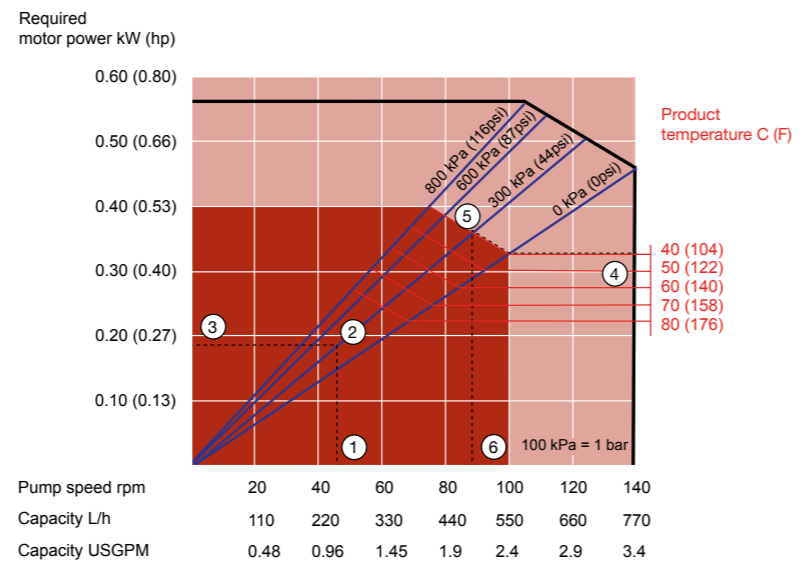 Required
motor power kW (hp)
0.60 (0.80)
0.50 (0.66)
0.40 (0.53)
0.30 (0.40)
0.20 (0.27)
0.10 (0.13)
800 kPa (116psi)
600 kPa (87psi)
300 kPa (44psi)
0 kPa (0psi)
Product
temperature C (F)
40 (104)
50 (122)
60 (140)
70 (158)
80 (176)
5
4
3
2
1
6
100 kPa = 1 bar
Pump speed rpm 20 40 60 80 100 120 140
Capacity L/h 110 220 330 440 550 660 770
Capacity USGPM 0.48 0.96 1.45 1.9 2.4 2.9 3.4